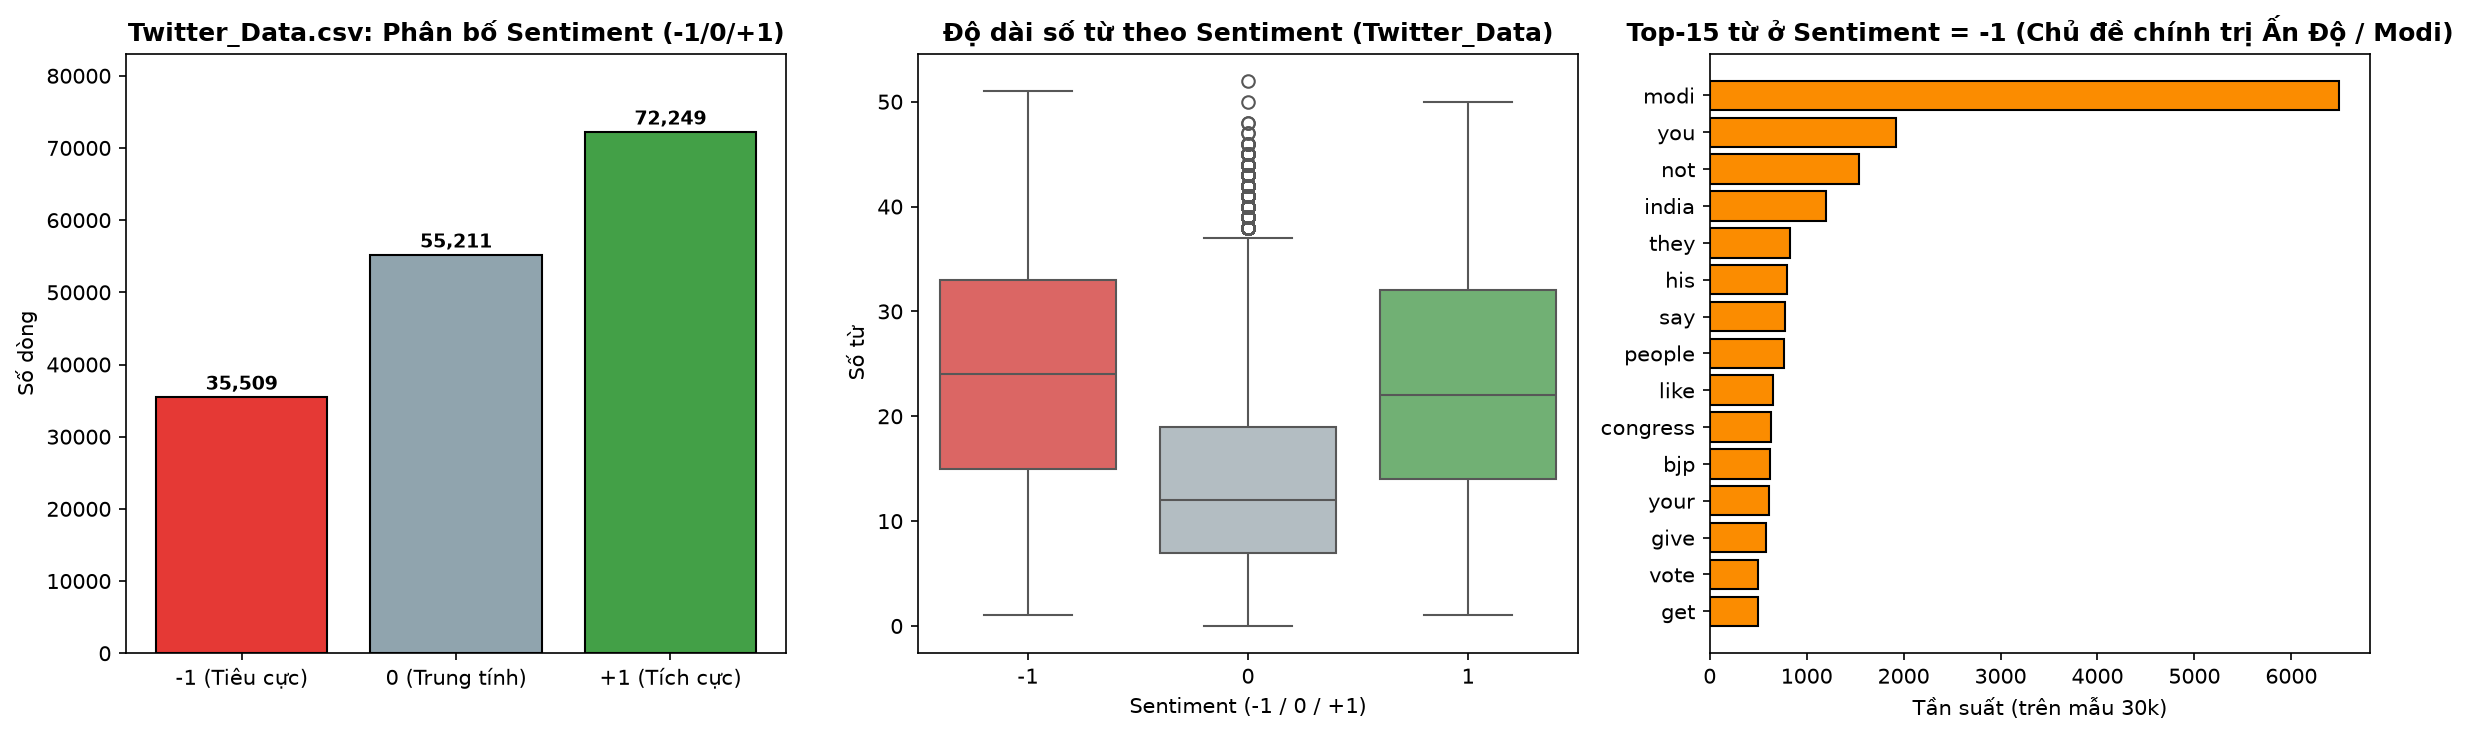 Twitter_Data.csv: Phân bố Sentiment (-1/0/+1)
Số dòng
80000
70000
60000
50000
40000
30000
20000
10000
0
35,509
55,211
72,249
-1 (Tiêu cực)
0 (Trung tính)
+1 (Tích cực)
Độ dài số từ theo Sentiment (Twitter_Data)
Số từ
50
40
30
20
10
0
-1
0
1
Sentiment (-1 / 0 / +1)
Top-15 từ ở Sentiment = -1 (Chủ đề chính trị Ấn Độ / Modi)
modi
you
not
india
they
his
say
people
like
congress
bjp
your
give
vote
get
0
1000
2000
3000
4000
5000
6000
Tần suất (trên mẫu 30k)